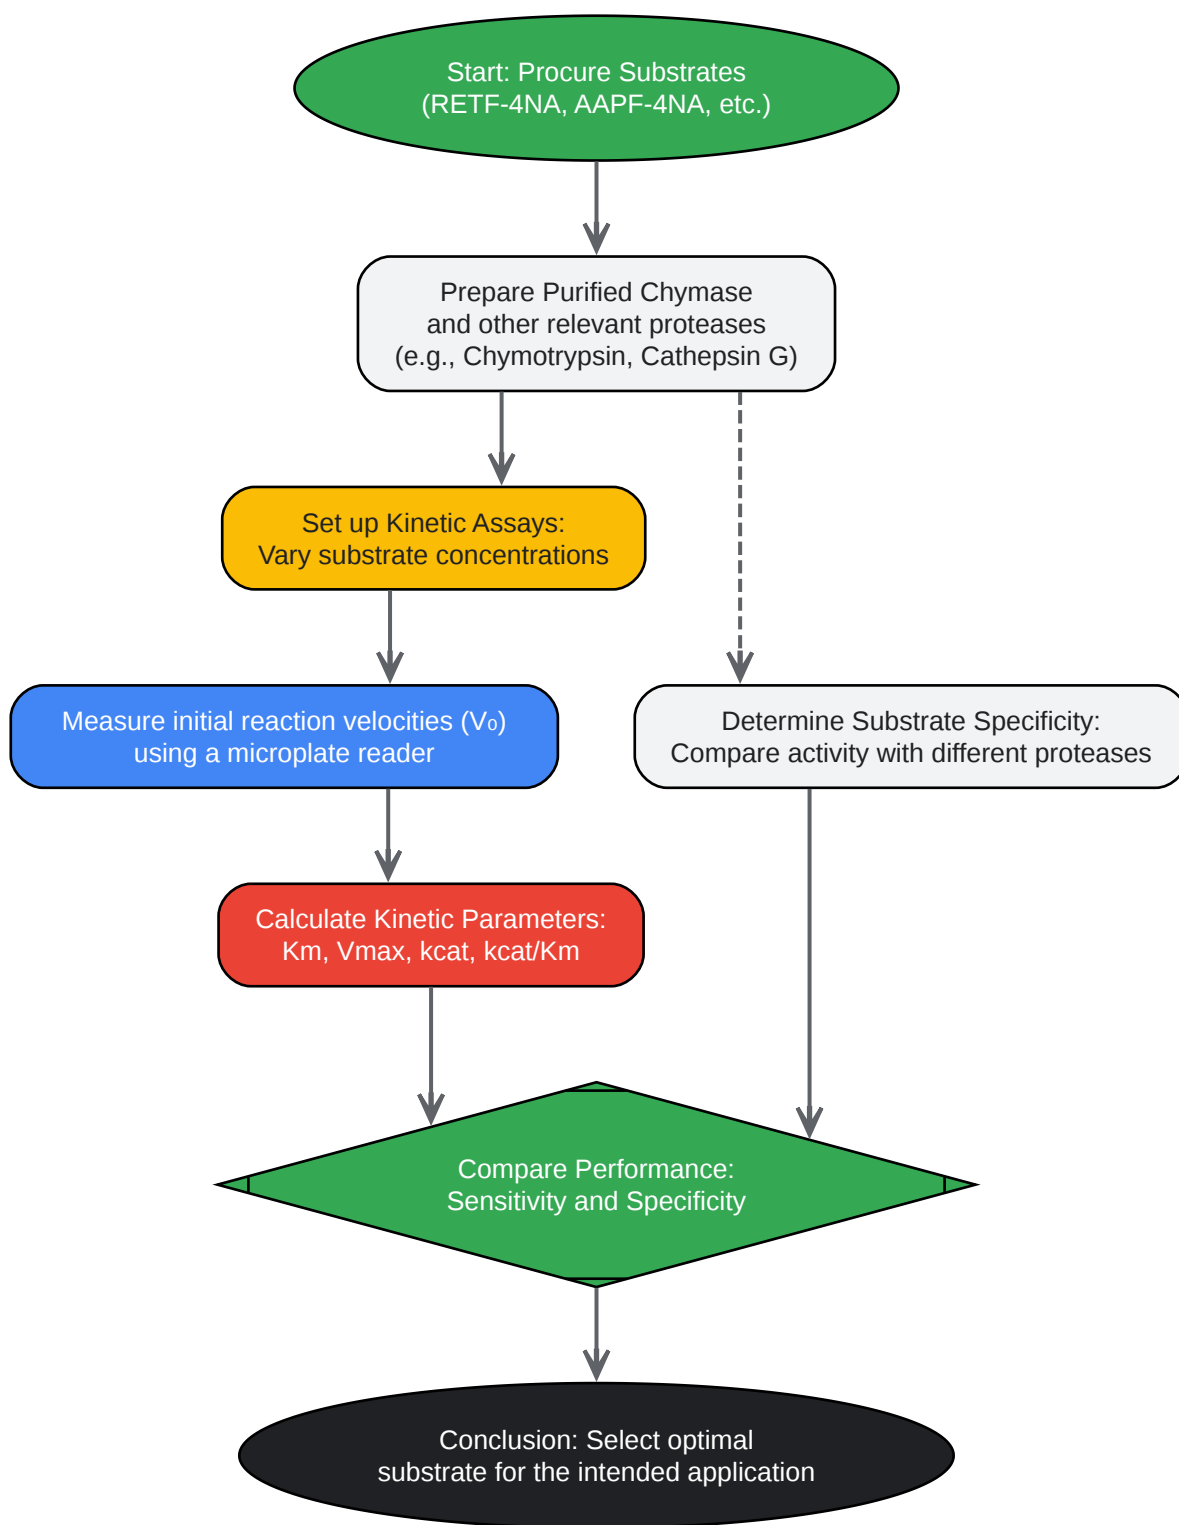 Start: Procure Substrates
(RETF-4NA, AAPF-4NA, etc.)
Prepare Purified Chymase
and other relevant proteases
(e.g., Chymotrypsin, Cathepsin G)
Set up Kinetic Assays:
Vary substrate concentrations
Measure initial reaction velocities (V₀)
using a microplate reader
Determine Substrate Specificity:
Compare activity with different proteases
Calculate Kinetic Parameters:
Km, Vmax, kcat, kcat/Km
Compare Performance:
Sensitivity and Specificity
Conclusion: Select optimal
substrate for the intended application